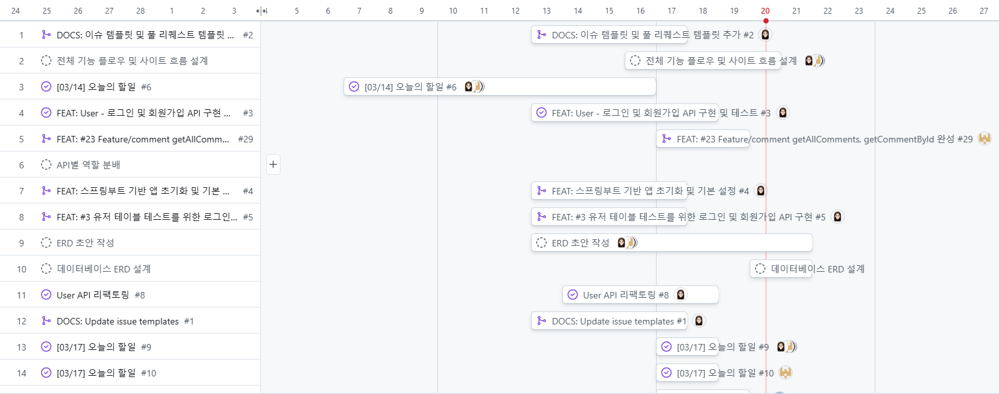 24 25 26 27 28 1 2 3 4 5 6 7 8 9 10 11 12 13 14 15 16 17 18 19 20 21 22 23 24 25 26 27
1 DOCS: 이슈 템플릿 및 풀 리퀘스트 템플릿 ... #2 DOCS: 이슈 템플릿 및 풀 리퀘스트 템플릿 추가 #2
2 전체 기능 플로우 및 사이트 흐름 설계 전체 기능 플로우 및 사이트 흐름 설계
3 [03/14] 오늘의 할일 #6 [03/14] 오늘의 할일 #6
4 FEAT: User - 로그인 및 회원가입 API 구현 ... #3 FEAT: User - 로그인 및 회원가입 API 구현 및 테스트 #3
5 FEAT: #23 Feature/comment getAllComm... #29 FEAT: #23 Feature/comment getAllComments, getCommentById 완성 #29
6 API별 역할 분배
7 FEAT: 스프링부트 기반 앱 초기화 및 기본 ... #4 FEAT: 스프링부트 기반 앱 초기화 및 기본 설정 #4
8 FEAT: #3 유저 테이블 테스트를 위한 로그인... #5 FEAT: #3 유저 테이블 테스트를 위한 로그인 및 회원가입 API 구현 #5
9 ERD 초안 작성 ERD 초안 작성
10 데이터베이스 ERD 설계 데이터베이스 ERD 설계
11 User API 리팩토링 #8 User API 리팩토링 #8
12 DOCS: Update issue templates #1 DOCS: Update issue templates #1
13 [03/17] 오늘의 할일 #9 [03/17] 오늘의 할일 #9
14 [03/17] 오늘의 할일 #10 [03/17] 오늘의 할일 #10